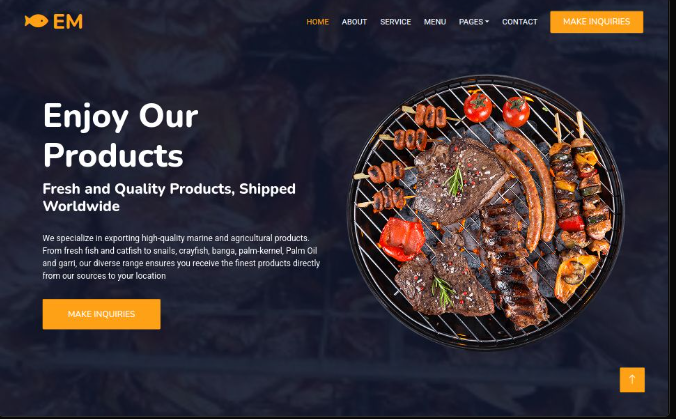 EM
HOME ABOUT SERVICE MENU PAGES CONTACT MAKE INQUIRIES
Enjoy Our
Products
Fresh and Quality Products, Shipped
Worldwide
We specialize in exporting high-quality marine and agricultural products.
From fresh fish and catfish to snails, crayfish, banga, palm-kernel, Palm Oil
and garri, our diverse range ensures you receive the finest products directly
from our sources to your location
MAKE INQUIRIES